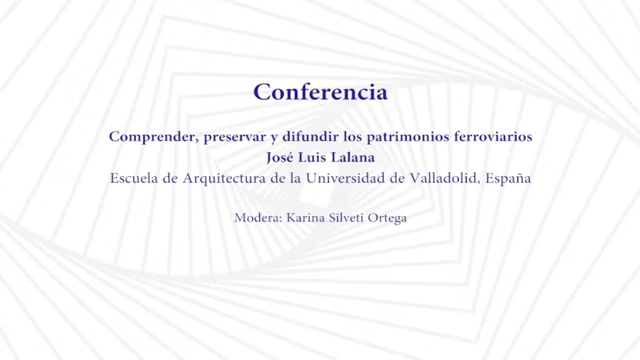 Conferencia
Comprender, preservar y difundir los patrimonios ferroviarios
José Luis Lalana
Escuela de Arquitectura de la Universidad de Valladolid, España
Modera: Karina Silveti Ortega